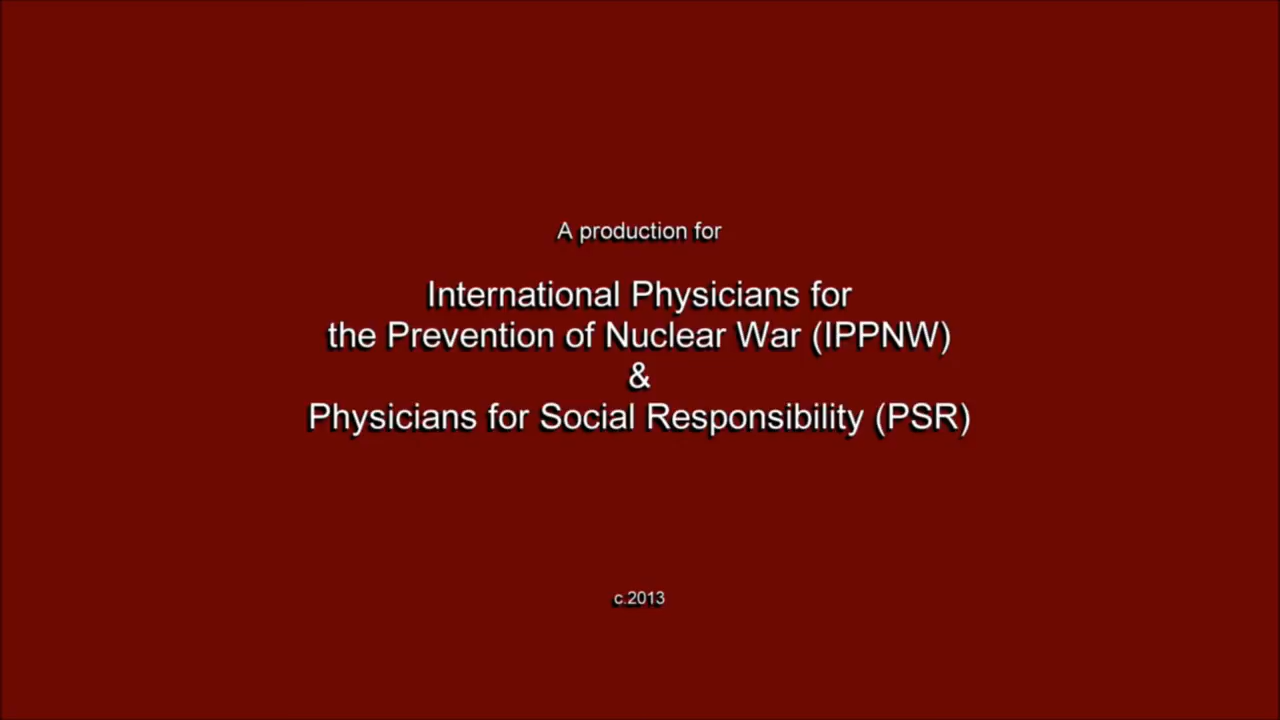 A production for
International Physicians for
the Prevention of Nuclear War (IPPNW)
&
Physicians for Social Responsibility (PSR)
c.2013